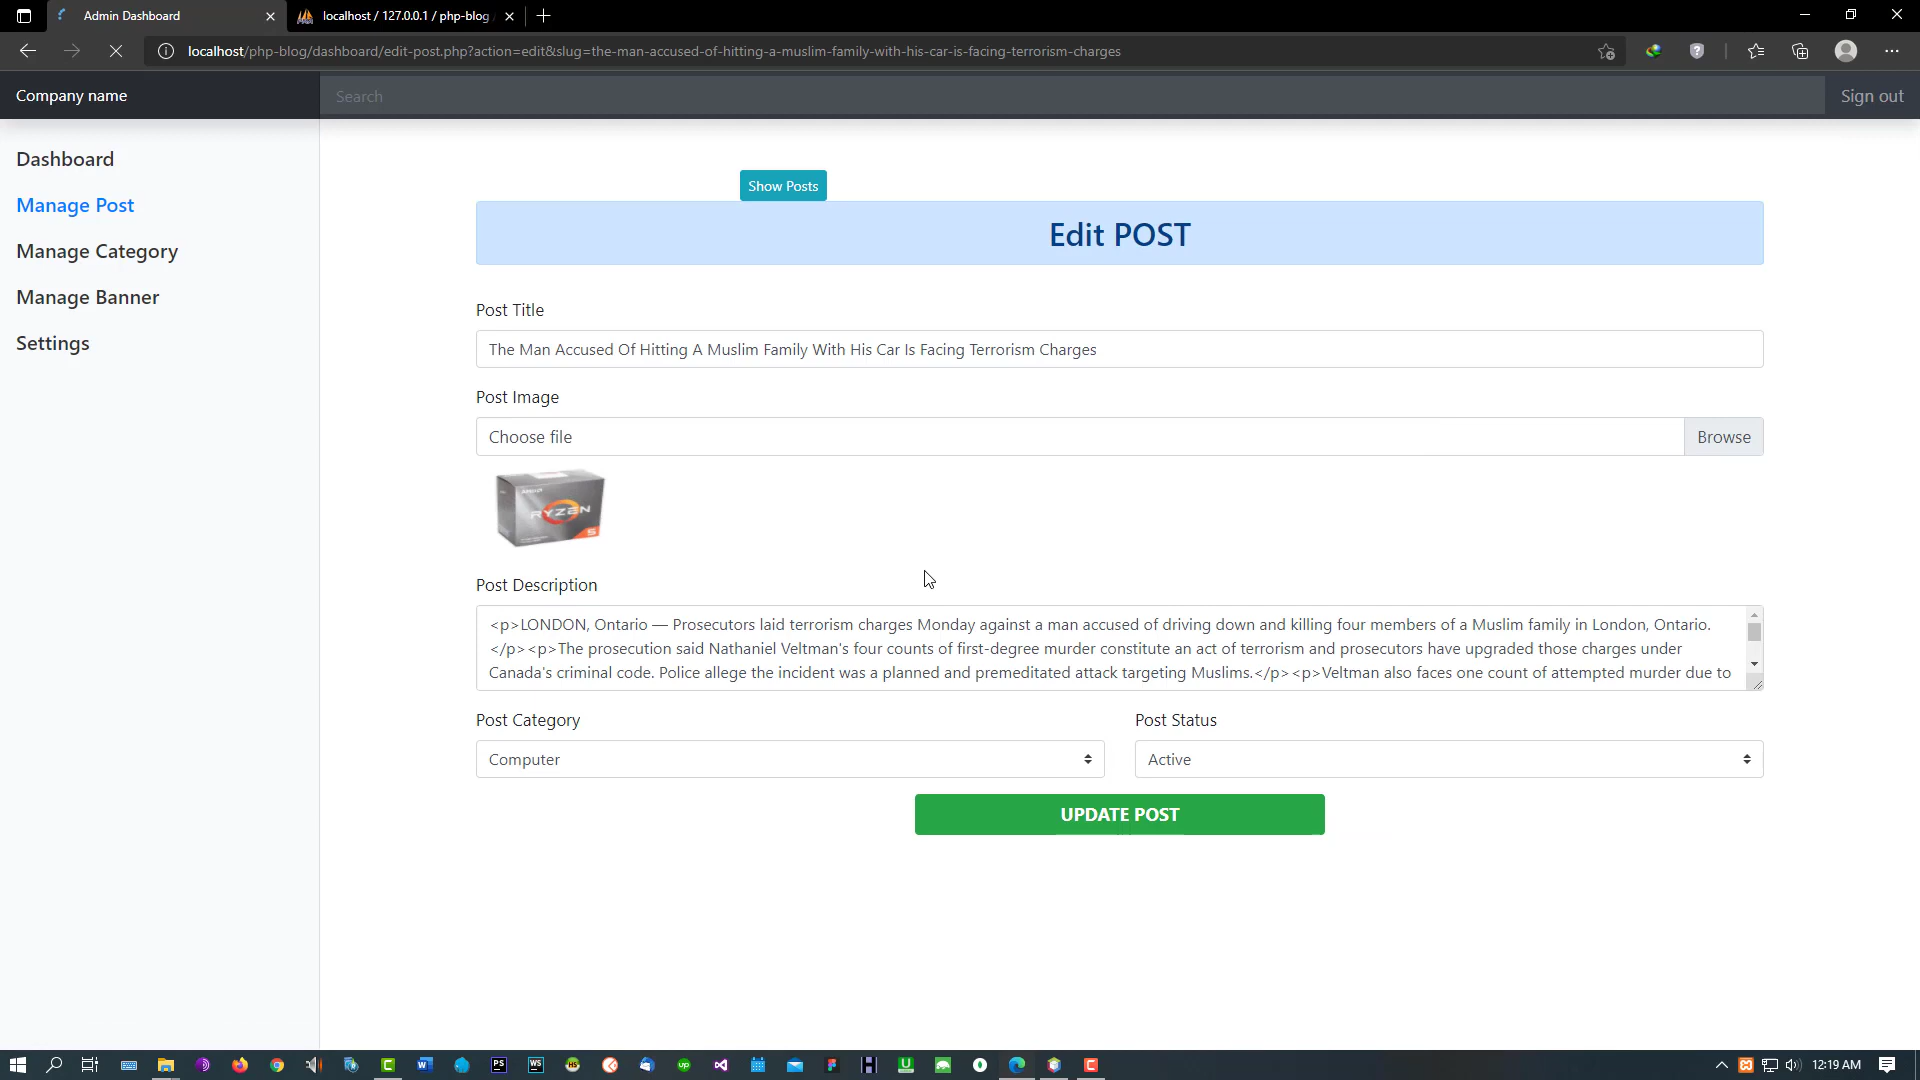 Admin Dashboard
localhost / 127.0.0.1 / php-blog
localhost/php-blog/dashboard/edit-post.php?action=edit&slug=the-man-accused-of-hitting-a-muslim-family-with-his-car-is-facing-terrorism-charges
Company name
Search
Sign out
Dashboard
Manage Post
Manage Category
Manage Banner
Settings
Show Posts
Edit POST
Post Title
The Man Accused Of Hitting A Muslim Family With His Car Is Facing Terrorism Charges
Post Image
Choose file
Browse
RYZEN
5
Post Description
<p>LONDON, Ontario — Prosecutors laid terrorism charges Monday against a man accused of driving down and killing four members of a Muslim family in London, Ontario.
</p><p>The prosecution said Nathaniel Veltman's four counts of first-degree murder constitute an act of terrorism and prosecutors have upgraded those charges under
Canada's criminal code. Police allege the incident was a planned and premeditated attack targeting Muslims.</p><p>Veltman also faces one count of attempted murder due to
Post Category
Post Status
Computer
Active
UPDATE POST
12:19 AM